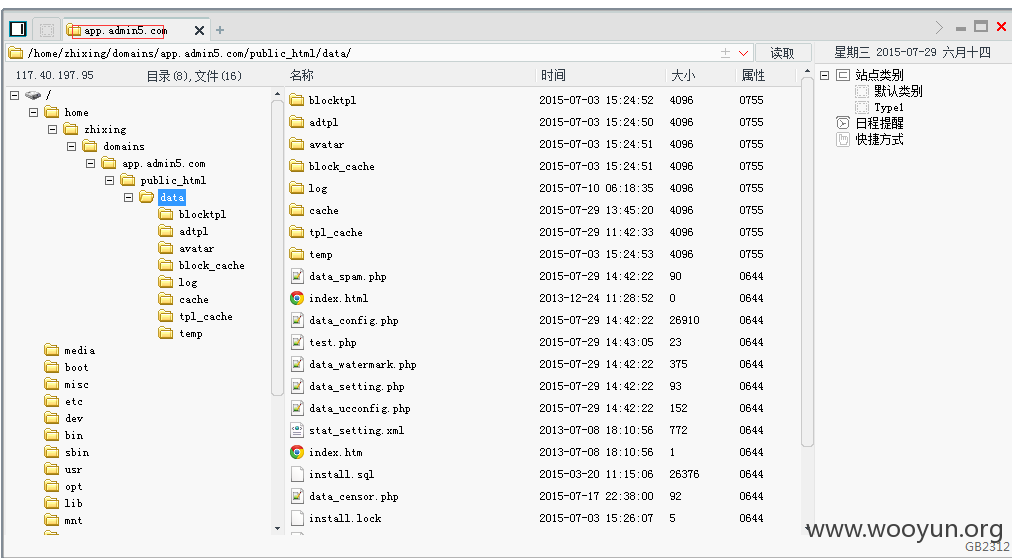 app.admin5.com
/home/zhixing/domains/app.admin5.com/public_html/data/
读取
星期三 2015-07-29 六月十四
117.40.197.95 目录(8),文件(16)
名称 时间 大小 属性
/
home
zhixing
domains
app.admin5.com
public_html
data
blocktpl
adtpl
avatar
block_cache
log
cache
tpl_cache
temp
media
boot
misc
etc
dev
bin
sbin
usr
opt
lib
mnt
blocktpl 2015-07-03 15:24:52 4096 0755
adtpl 2015-07-03 15:24:50 4096 0755
avatar 2015-07-03 15:24:51 4096 0755
block_cache 2015-07-03 15:24:51 4096 0755
log 2015-07-10 06:18:35 4096 0755
cache 2015-07-29 13:45:20 4096 0755
tpl_cache 2015-07-29 11:42:33 4096 0755
temp 2015-07-03 15:24:53 4096 0755
data_spam.php 2015-07-29 14:42:22 90 0644
index.html 2013-12-24 11:28:52 0 0644
data_config.php 2015-07-29 14:42:22 26910 0644
test.php 2015-07-29 14:43:05 23 0644
data_watermark.php 2015-07-29 14:42:22 375 0644
data_setting.php 2015-07-29 14:42:22 93 0644
data_ucconfig.php 2015-07-29 14:42:22 152 0644
stat_setting.xml 2013-07-08 18:10:56 772 0644
index.htm 2013-07-08 18:10:56 1 0644
install.sql 2015-03-20 11:15:06 26376 0644
data_censor.php 2015-07-17 22:38:00 92 0644
install.lock 2015-07-03 15:26:07 5 0644
站点类别
默认类别
Type1
日程提醒
快捷方式
www.wooyun.org
GB2312